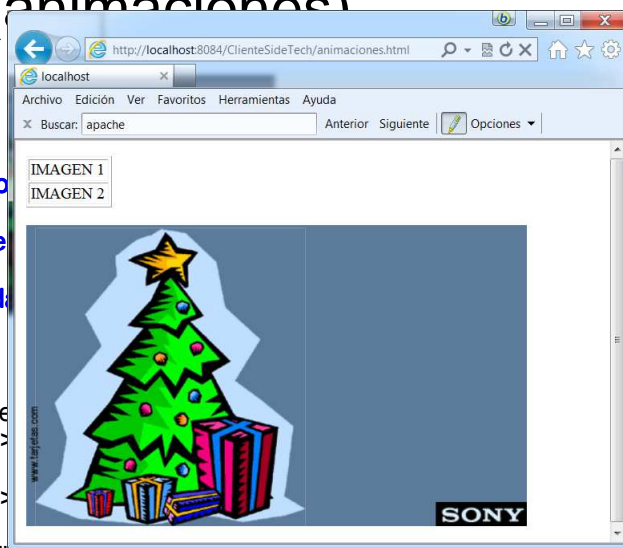 animaciones)
http://localhost:8084/ClienteSideTech/animaciones.html
localhost
Archivo Edición Ver Favoritos Herramientas Ayuda
x Buscar: apache Anterior Siguiente Opciones
IMAGEN 1
IMAGEN 2
www.tarjetas.com
SONY